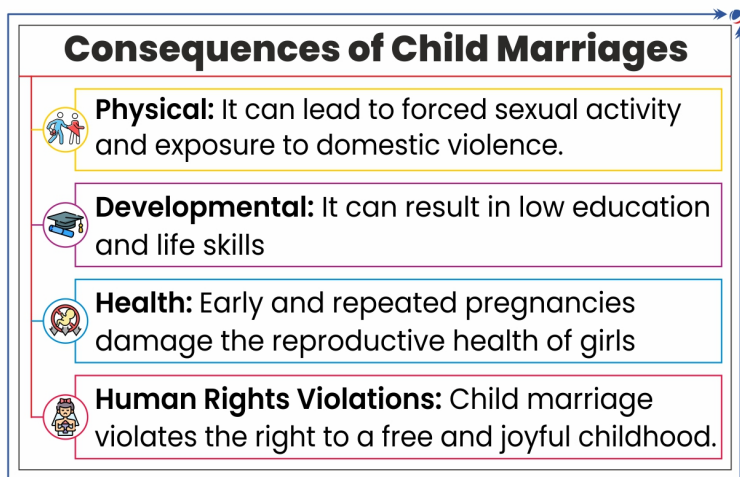 Consequences of Child Marriages
Physical: It can lead to forced sexual activity
and exposure to domestic violence.
Developmental: It can result in low education
and life skills
Health: Early and repeated pregnancies
damage the reproductive health of girls
Human Rights Violations: Child marriage
violates the right to a free and joyful childhood.